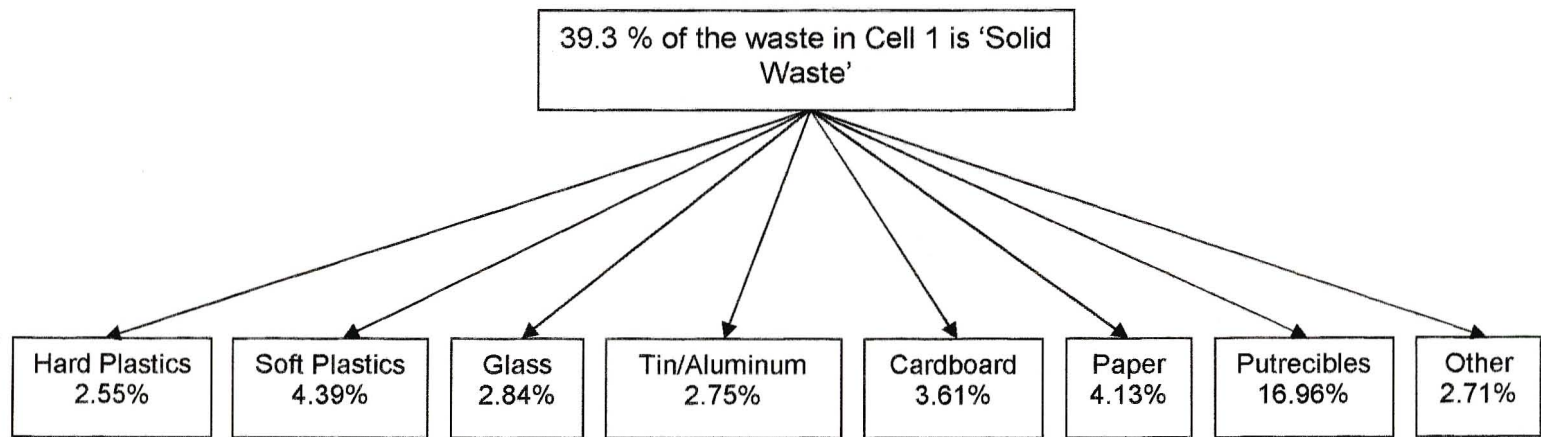 39.3 % of the waste in Cell 1 is ‘Solid
Waste’
Hard Plastics
2.55%
Soft Plastics
4.39%
Glass
2.84%
Tin/Aluminum
2.75%
Cardboard
3.61%
Paper
4.13%
Putrecibles
16.96%
Other
2.71%